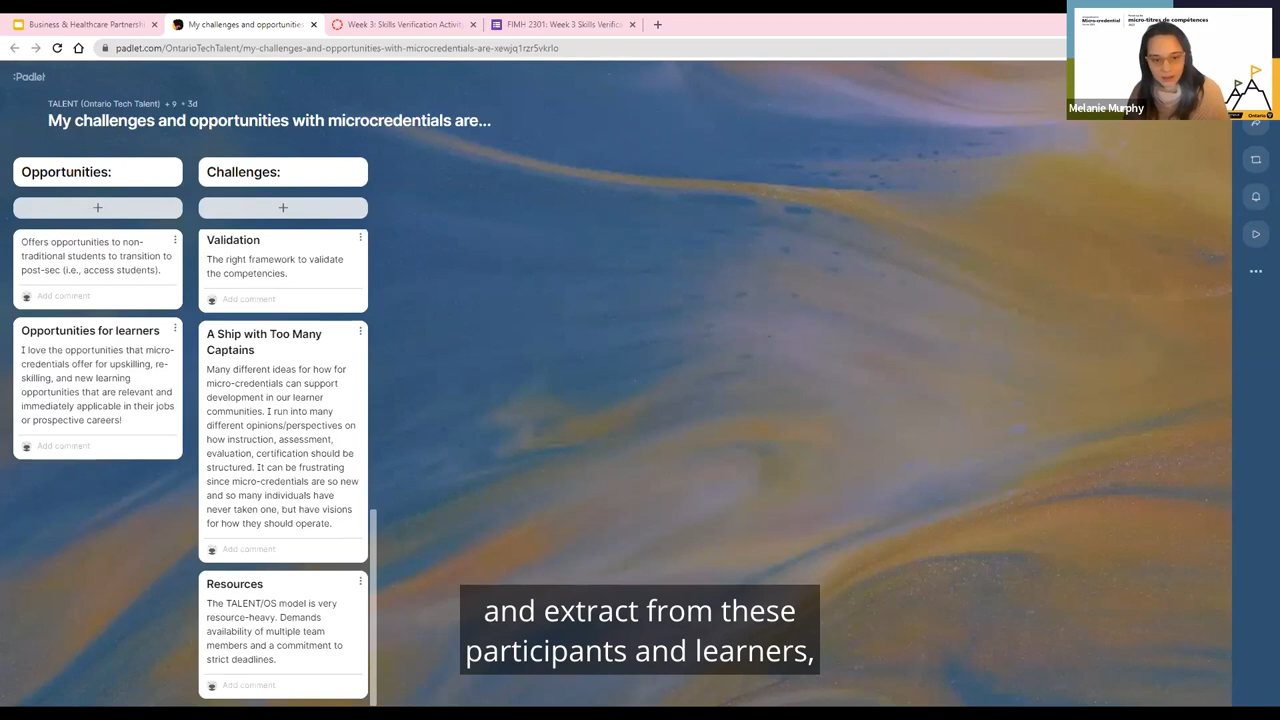 Business & Healthcare Partnershi
My challenges and opportunities
Week 3: Skills Verification Activit
FIMH 2301: Week 3 Skills Verifica
padlet.com/OntarioTechTalent/my-challenges-and-opportunities-with-microcredentials-are-xewjq1rzr5vkrlo
Micro-credential
micro-titres de compétences
Melanie Murphy
Ontario
:Padlet
TALENT (Ontario Tech Talent) + 9 • 3d
My challenges and opportunities with microcredentials are...
Opportunities:
+
Offers opportunities to non-
traditional students to transition to
post-sec (i.e., access students).
Add comment
Opportunities for learners
I love the opportunities that micro-
credentials offer for upskilling, re-
skilling, and new learning
opportunities that are relevant and
immediately applicable in their jobs
or prospective careers!
Add comment
Challenges:
+
Validation
The right framework to validate
the competencies.
Add comment
A Ship with Too Many
Captains
Many different ideas for how for
micro-credentials can support
development in our learner
communities. I run into many
different opinions/perspectives on
how instruction, assessment,
evaluation, certification should be
structured. It can be frustrating
since micro-credentials are so new
and so many individuals have
never taken one, but have visions
for how they should operate.
Add comment
Resources
The TALENT/OS model is very
resource-heavy. Demands
availability of multiple team
members and a commitment to
strict deadlines.
Add comment
and extract from these
participants and learners,